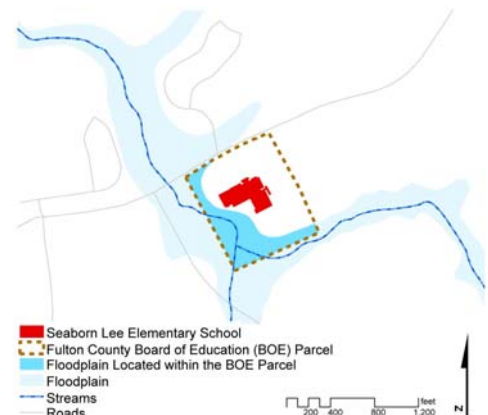 Seaborn Lee Elementary School
Fulton County Board of Education (BOE) Parcel
Floodplain Located within the BOE Parcel
Floodplain
Streams
Roads
feet
200 400 800 1,200
N